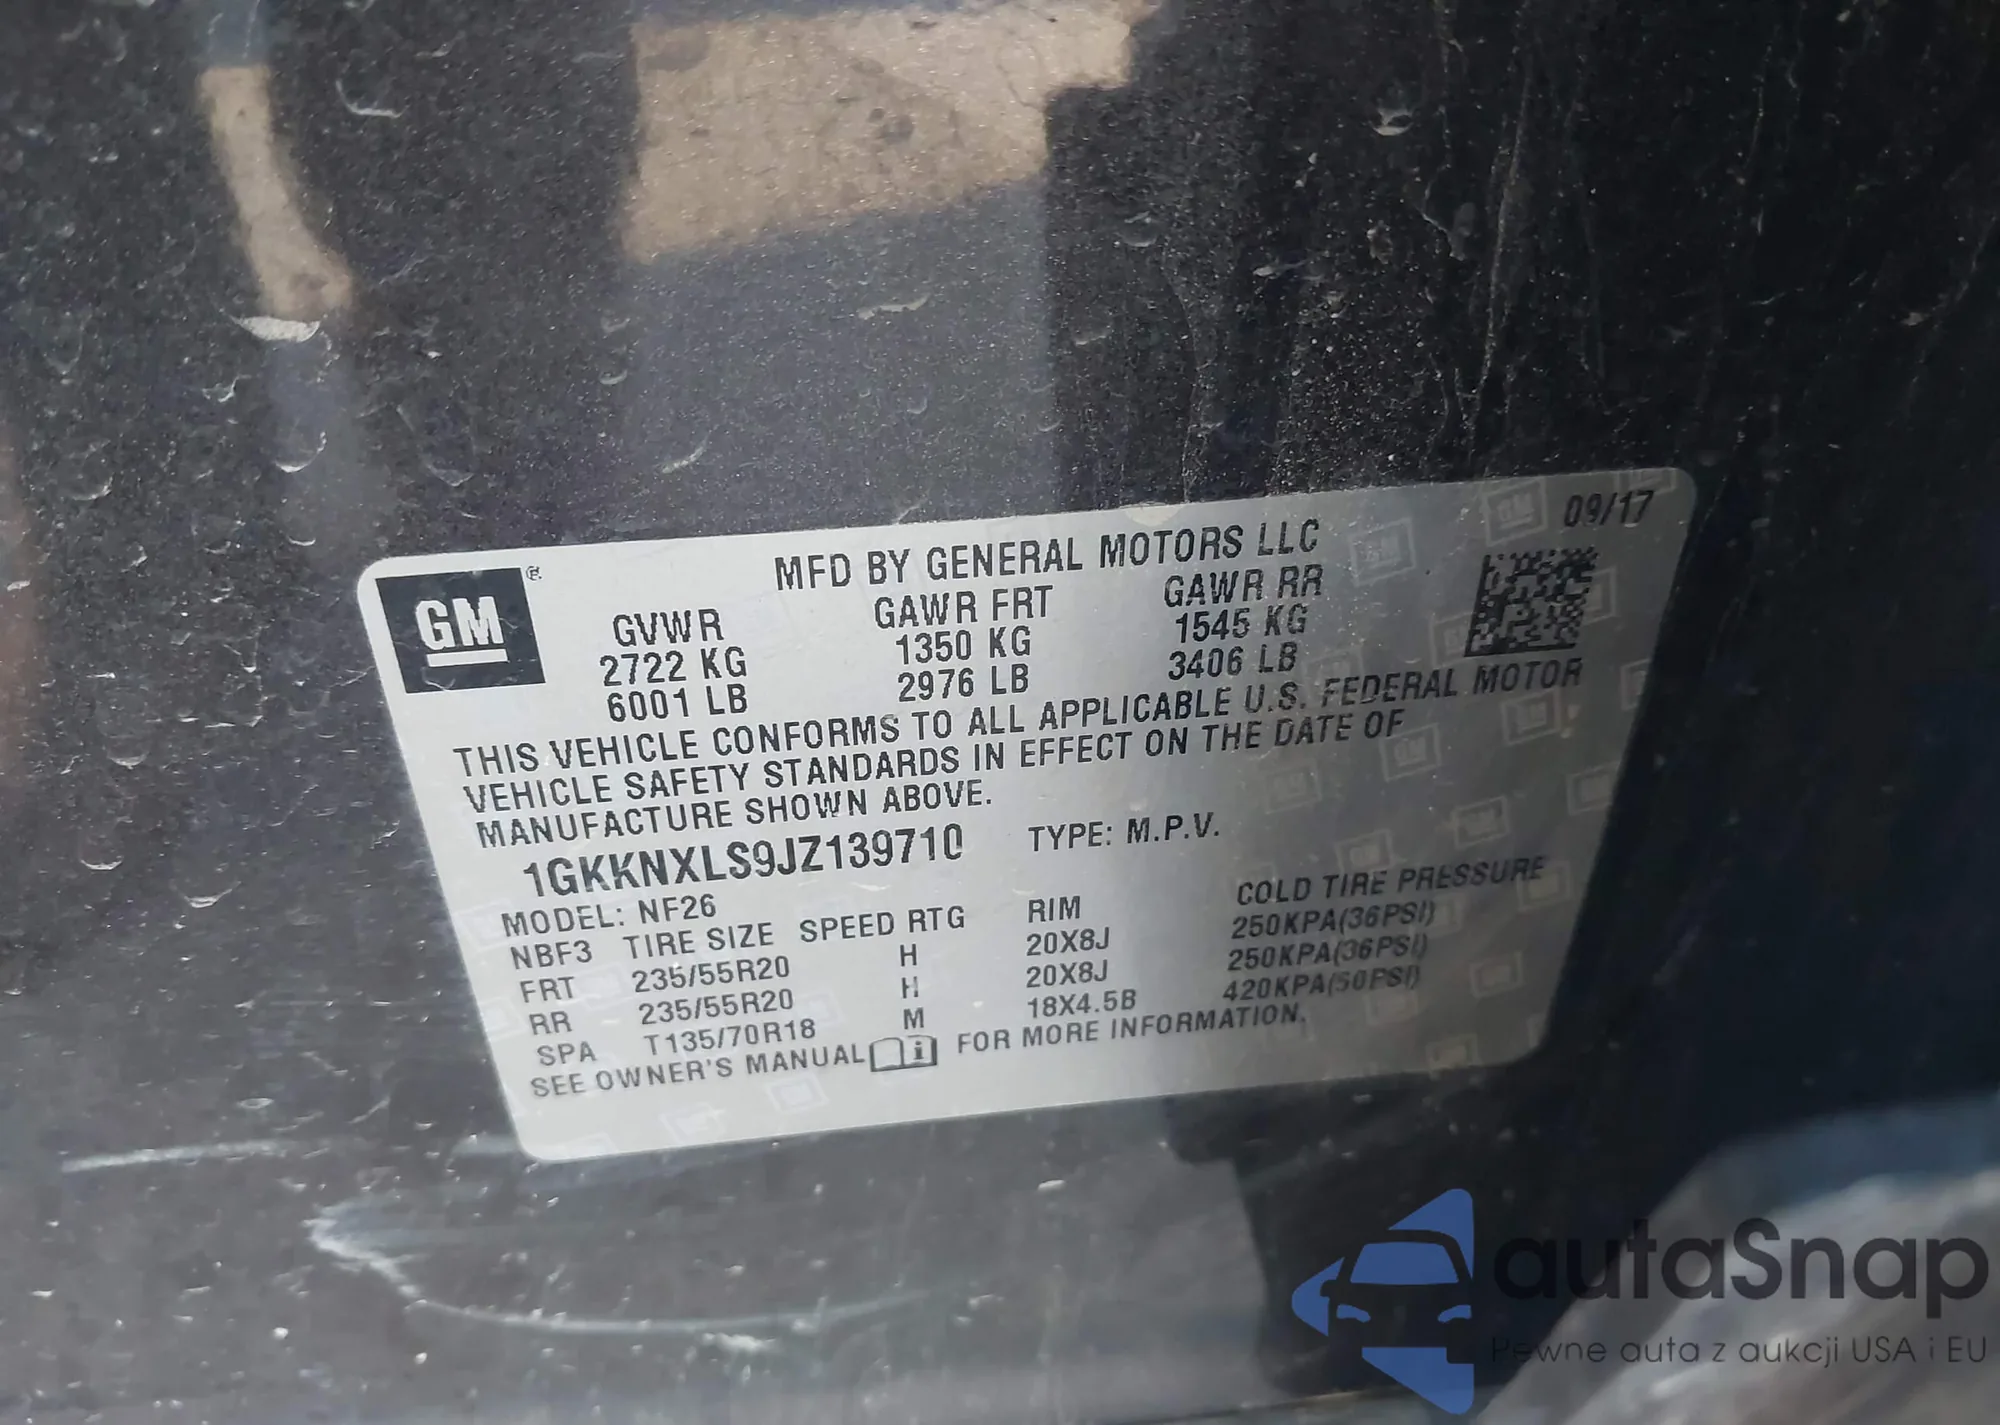 09/17
MFD BY GENERAL MOTORS LLC
GM®
GVWR GAWR FRT GAWR RR
2722 KG 1350 KG 1545 KG
6001 LB 2976 LB 3406 LB
THIS VEHICLE CONFORMS TO ALL APPLICABLE U.S. FEDERAL MOTOR
VEHICLE SAFETY STANDARDS IN EFFECT ON THE DATE OF
MANUFACTURE SHOWN ABOVE.
1GKKNXLS9JZ139710 TYPE: M.P.V.
MODEL: NF26
NBF3 TIRE SIZE SPEED RTG RIM COLD TIRE PRESSURE
FRT 235/55R20 H 20X8J 250KPA(36PSI)
RR 235/55R20 H 20X8J 250KPA(36PSI)
SPA T135/70R18 M 18X4.5B 420KPA(50PSI)
SEE OWNER'S MANUAL FOR MORE INFORMATION.
autaSnap
Pewne auta z aukcji USA i EU